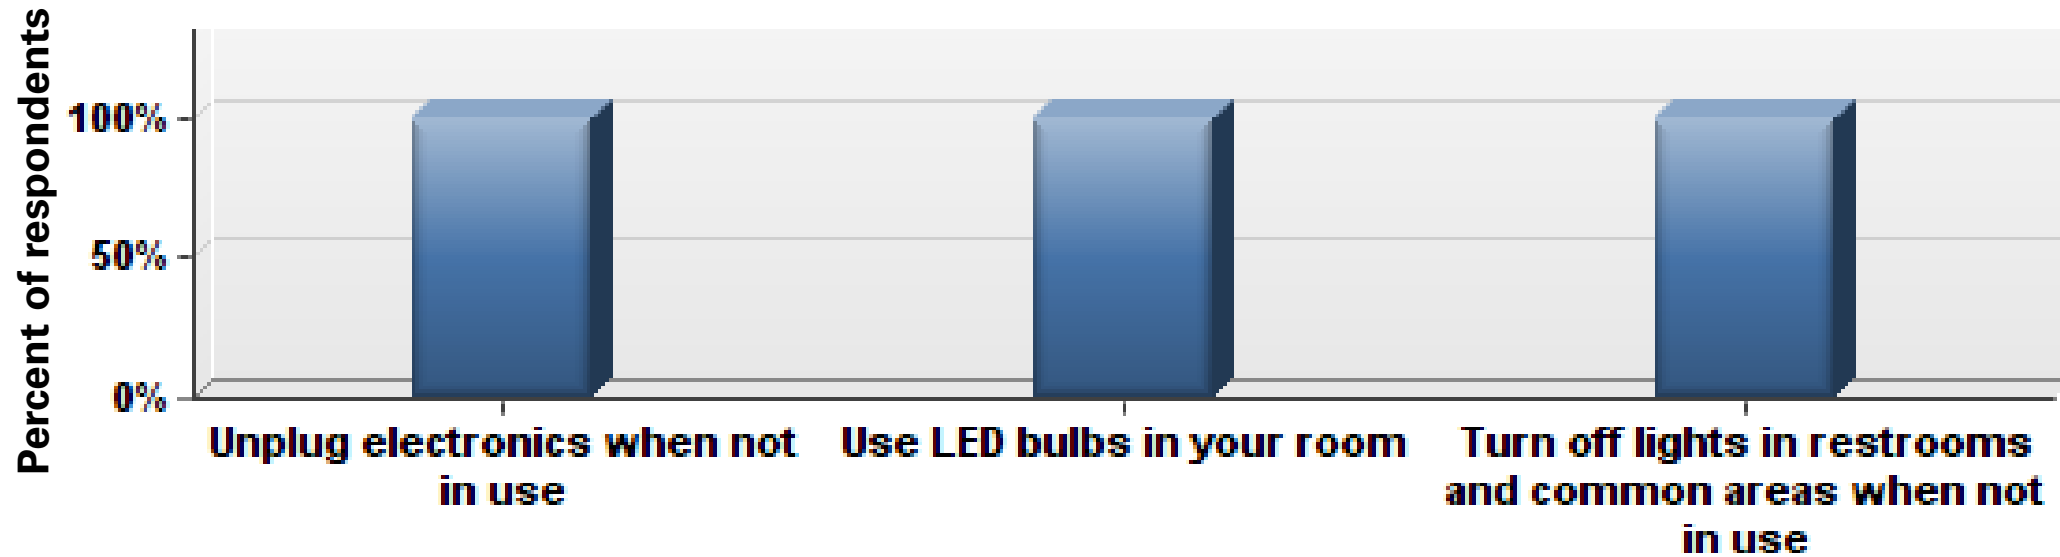 Percent of respondents
100%
50%
0%
Unplug electronics when not
in use
Use LED bulbs in your room
Turn off lights in restrooms
and common areas when not
in use